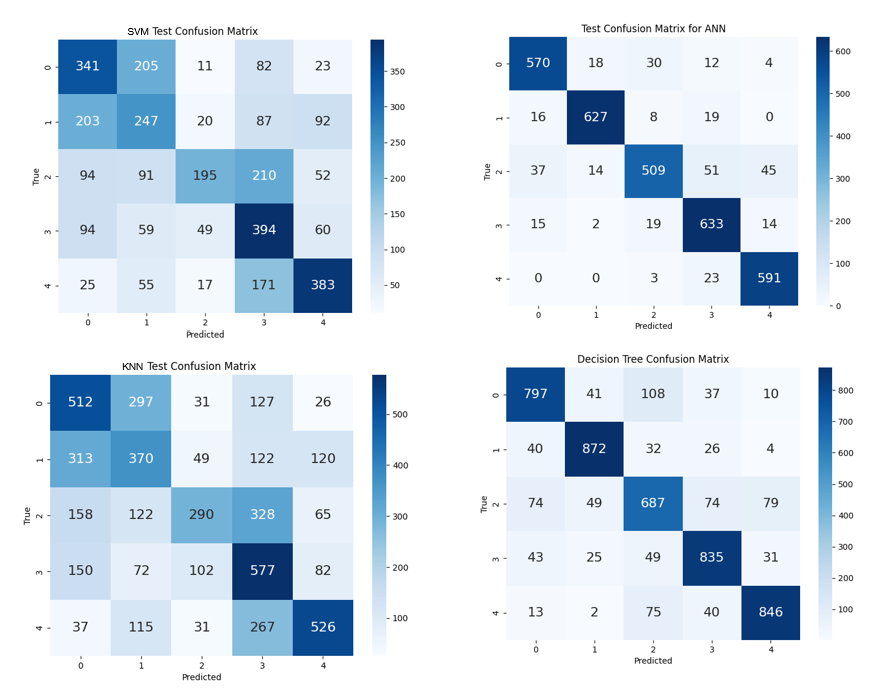 SVM Test Confusion Matrix
0 341 205 11 82 23
1 203 247 20 87 92
2 94 91 195 210 52
3 94 59 49 394 60
4 25 55 17 171 383
0 1 2 3 4
Predicted
True
350
300
250
200
150
100
50
Test Confusion Matrix for ANN
0 570 18 30 12 4
1 16 627 8 19 0
2 37 14 509 51 45
3 15 2 19 633 14
4 0 0 3 23 591
0 1 2 3 4
Predicted
True
600
500
400
300
200
100
0
KNN Test Confusion Matrix
0 512 297 31 127 26
1 313 370 49 122 120
2 158 122 290 328 65
3 150 72 102 577 82
4 37 115 31 267 526
0 1 2 3 4
Predicted
True
500
400
300
200
100
Decision Tree Confusion Matrix
0 797 41 108 37 10
1 40 872 32 26 4
2 74 49 687 74 79
3 43 25 49 835 31
4 13 2 75 40 846
0 1 2 3 4
Predicted
True
800
700
600
500
400
300
200
100